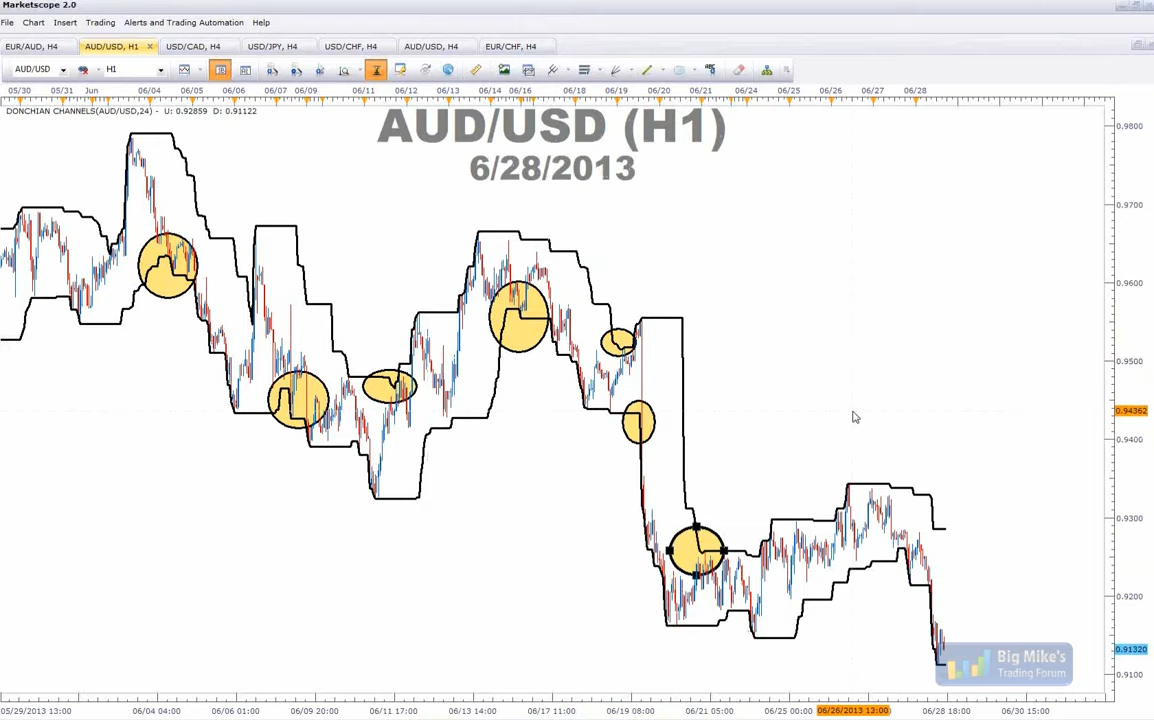 Marketscope 2.0
File Chart Insert Trading Alerts and Trading Automation Help
EUR/AUD, H4 AUD/USD, H1 USD/CAD, H4 USD/JPY, H4 USD/CHF, H4 AUD/USD, H4 EUR/CHF, H4
AUD/USD H1 ABC
05/30 05/31 Jun 06/04 06/05 06/06 06/07 06/09 06/11 06/12 06/13 06/14 06/16 06/18 06/19 06/20 06/21 06/24 06/25 06/26 06/27 06/28
DONCHIAN CHANNELS(AUD/USD,24) - U: 0.92859 D: 0.91122
AUD/USD (H1)
6/28/2013
0.9800
0.9700
0.9600
0.9500
0.94362
0.9400
0.9300
0.9200
0.91320
0.9100
Big Mike's
Trading Forum
05/29/2013 13:00 06/04 04:00 06/06 01:00 06/09 20:00 06/11 17:00 06/13 14:00 06/17 11:00 06/19 08:00 06/21 05:00 06/25 00:00 06/26/2013 13:00 06/28 18:00 06/30 15:00